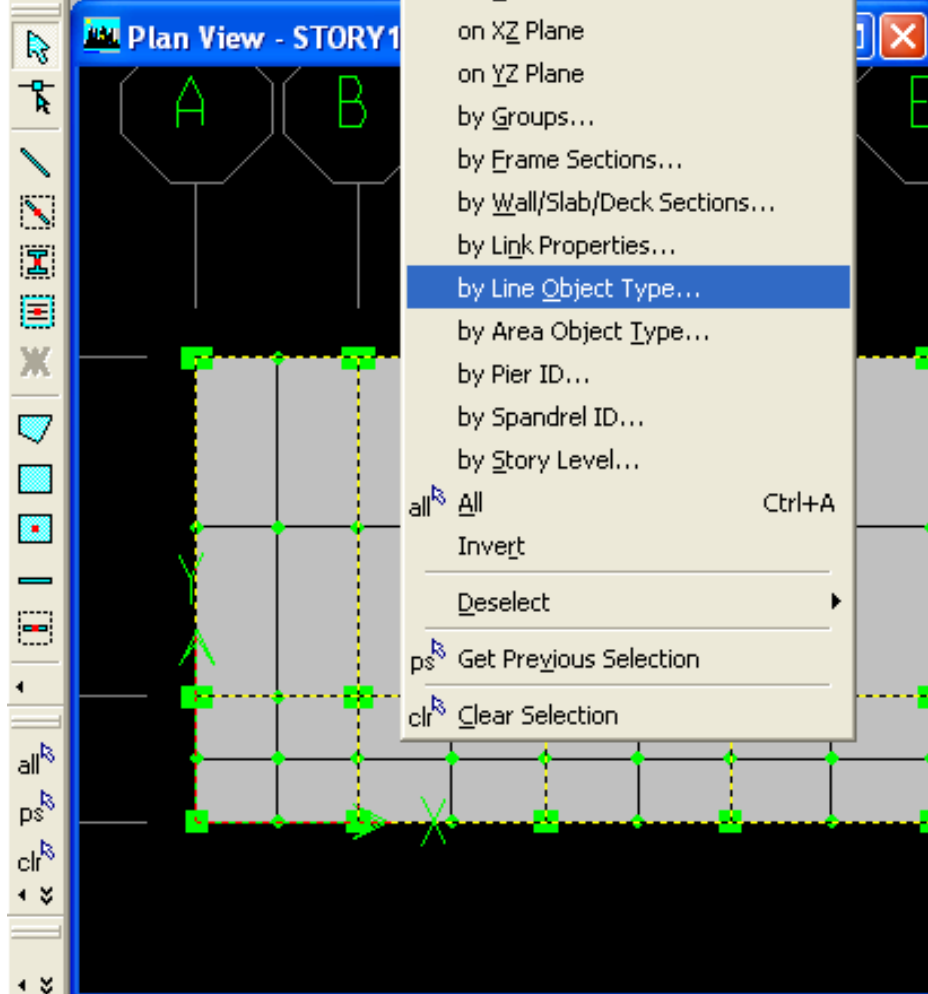 Plan View - STORY1
A
B
E
on XZ Plane
on YZ Plane
by Groups...
by Frame Sections...
by Wall/Slab/Deck Sections...
by Link Properties...
by Line Object Type...
by Area Object Type...
by Pier ID...
by Spandrel ID...
by Story Level...
all All Ctrl+A
Invert
Deselect
ps Get Previous Selection
clr Clear Selection
Y
X
all
ps
clr